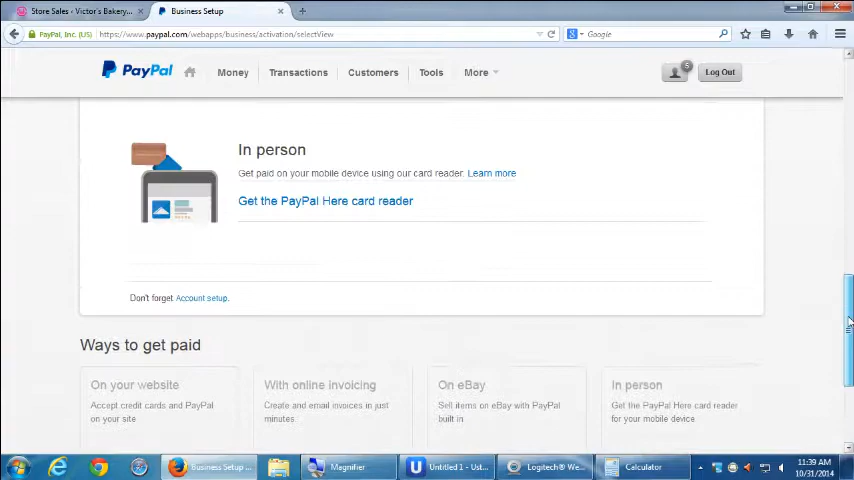 Store Sales ‹ Victor's Bakery...
Business Setup
PayPal, Inc. (US)
https://www.paypal.com/webapps/business/activation/selectView
Google
PayPal
Money
Transactions
Customers
Tools
More
5
Log Out
In person
Get paid on your mobile device using our card reader. Learn more
Get the PayPal Here card reader
Don't forget Account setup.
Ways to get paid
On your website
Accept credit cards and PayPal
on your site
With online invoicing
Create and email invoices in just
minutes.
On eBay
Sell items on eBay with PayPal
built in
In person
Get the PayPal Here card reader
for your mobile device
Business Setup ...
Magnifier
Untitled 1 - Ust...
Logitech® We...
Calculator
11:39 AM
10/31/2014